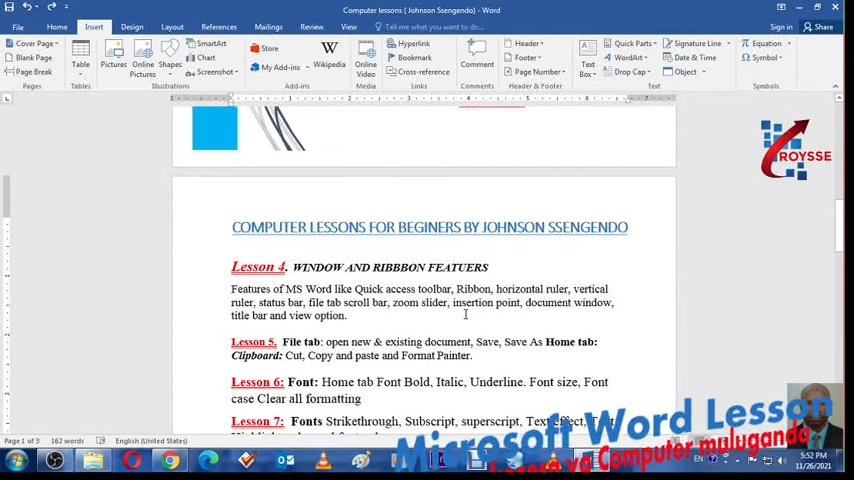 Computer lessons ( Johnson Ssengendo) - Word
Sign in Share
File Home Insert Design Layout References Mailings Review View Tell me what you want to do...
Cover Page
Blank Page
Page Break
Pages
Table
Tables
Pictures
Online Pictures
Shapes
SmartArt
Chart
Screenshot
Illustrations
Store
My Add-ins
Wikipedia
Add-ins
Online Video
Media
Hyperlink
Bookmark
Cross-reference
Links
Comment
Comments
Header
Footer
Page Number
Header & Footer
Text Box
Quick Parts
WordArt
Drop Cap
Signature Line
Date & Time
Object
Text
Equation
Symbol
Symbols
ROYSSE
COMPUTER LESSONS FOR BEGINERS BY JOHNSON SSENGENDO
Lesson 4. WINDOW AND RIBBBON FEATUERS
Features of MS Word like Quick access toolbar, Ribbon, horizontal ruler, vertical
ruler, status bar, file tab scroll bar, zoom slider, insertion point, document window,
title bar and view option.
Lesson 5. File tab: open new & existing document, Save, Save As Home tab:
Clipboard: Cut, Copy and paste and Format Painter.
Lesson 6: Font: Home tab Font Bold, Italic, Underline. Font size, Font
case Clear all formatting
Lesson 7: Fonts Strikethrough, Subscript, superscript, Text effect, Text
Microsoft Word Lesson
ya Computer muluganda
Page 1 of 3 162 words English (United States)
EN
5:52 PM
11/26/2021